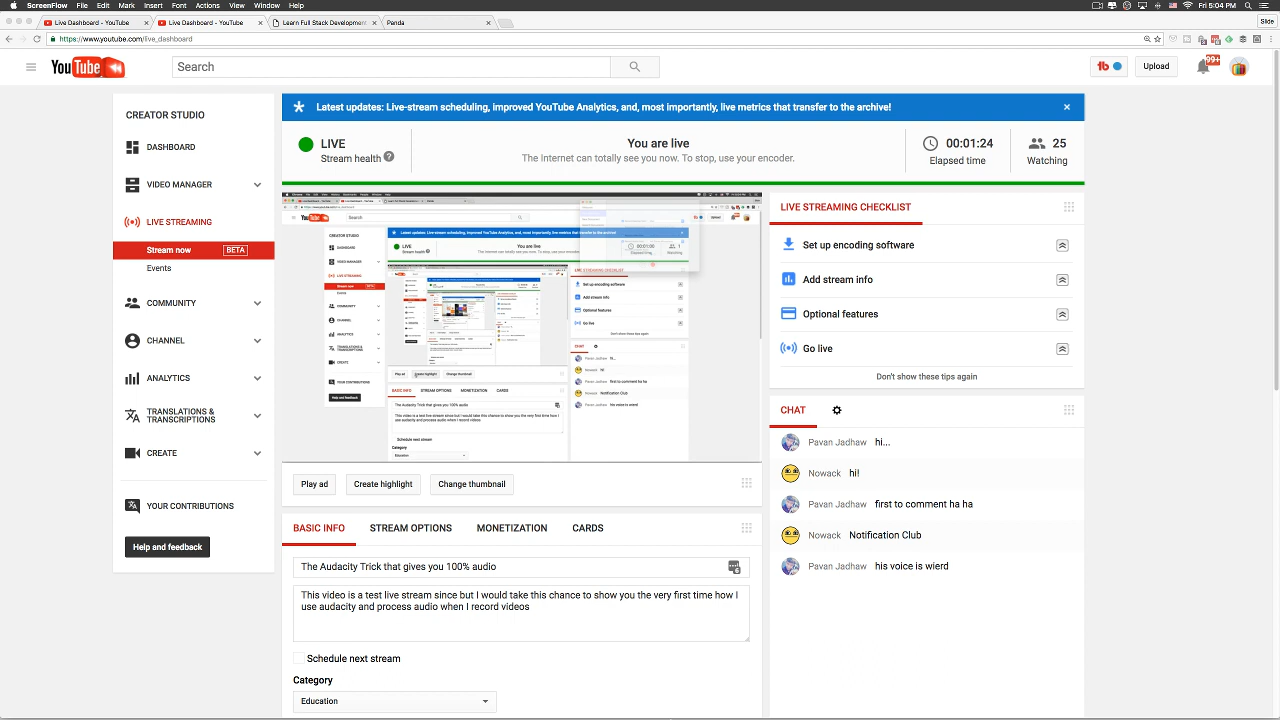 ScreenFlow File Edit Mark Insert Font Actions View Window Help
Fri 5:04 PM
Live Dashboard - YouTube
Live Dashboard - YouTube
Learn Full Stack Development
Panda
Slide
https://www.youtube.com/live_dashboard
YouTube
Search
Upload
99+
CREATOR STUDIO
DASHBOARD
VIDEO MANAGER
LIVE STREAMING
Stream now BETA
Events
COMMUNITY
CHANNEL
ANALYTICS
TRANSLATIONS &
TRANSCRIPTIONS
CREATE
YOUR CONTRIBUTIONS
Help and feedback
Latest updates: Live-stream scheduling, improved YouTube Analytics, and, most importantly, live metrics that transfer to the archive!
LIVE
Stream health
You are live
The Internet can totally see you now. To stop, use your encoder.
00:01:24
Elapsed time
25
Watching
Play ad
Create highlight
Change thumbnail
BASIC INFO
STREAM OPTIONS
MONETIZATION
CARDS
The Audacity Trick that gives you 100% audio
This video is a test live stream since but I would take this chance to show you the very first time how I
use audacity and process audio when I record videos
Schedule next stream
Category
Education
LIVE STREAMING CHECKLIST
Set up encoding software
Add stream info
Optional features
Go live
Don't show these tips again
CHAT
Pavan Jadhaw hi...
Nowack hi!
Pavan Jadhaw first to comment ha ha
Nowack Notification Club
Pavan Jadhaw his voice is wierd